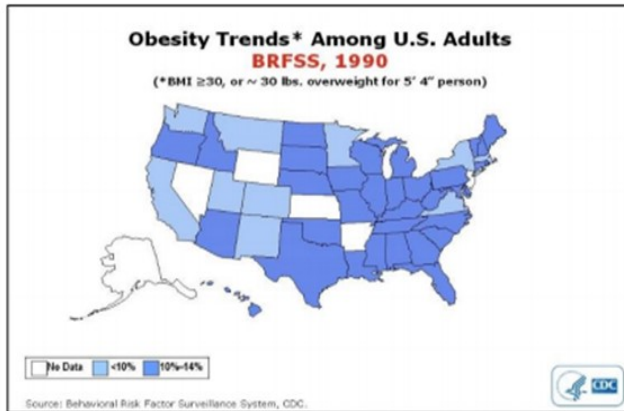 Obesity Trends* Among U.S. Adults
BRFSS, 1990
(*BMI ≥30, or ~ 30 lbs. overweight for 5’ 4” person)
No Data <10% 10%–14%
CDC
Source: Behavioral Risk Factor Surveillance System, CDC.